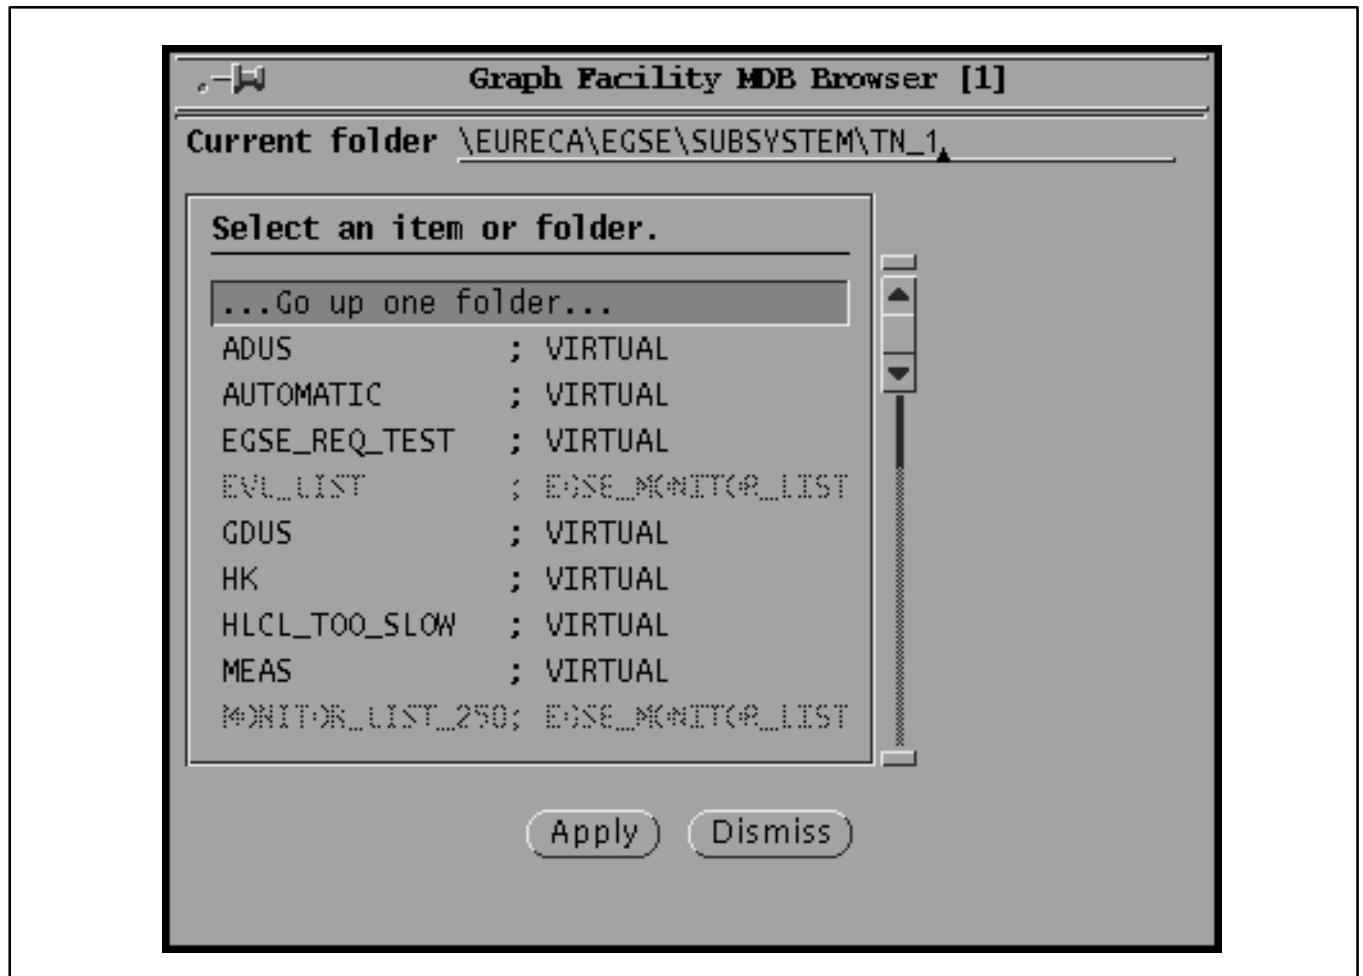 Graph Facility MDB Browser [1]
Current folder \EURECA\EGSE\SUBSYSTEM\TN_1
Select an item or folder.
...Go up one folder...
ADUS ; VIRTUAL
AUTOMATIC ; VIRTUAL
EGSE_REQ_TEST ; VIRTUAL
EVL_LIST ; EGSE_MONITOR_LIST
GDUS ; VIRTUAL
HK ; VIRTUAL
HLCL_TOO_SLOW ; VIRTUAL
MEAS ; VIRTUAL
MONITOR_LIST_250; EGSE_MONITOR_LIST
Apply Dismiss